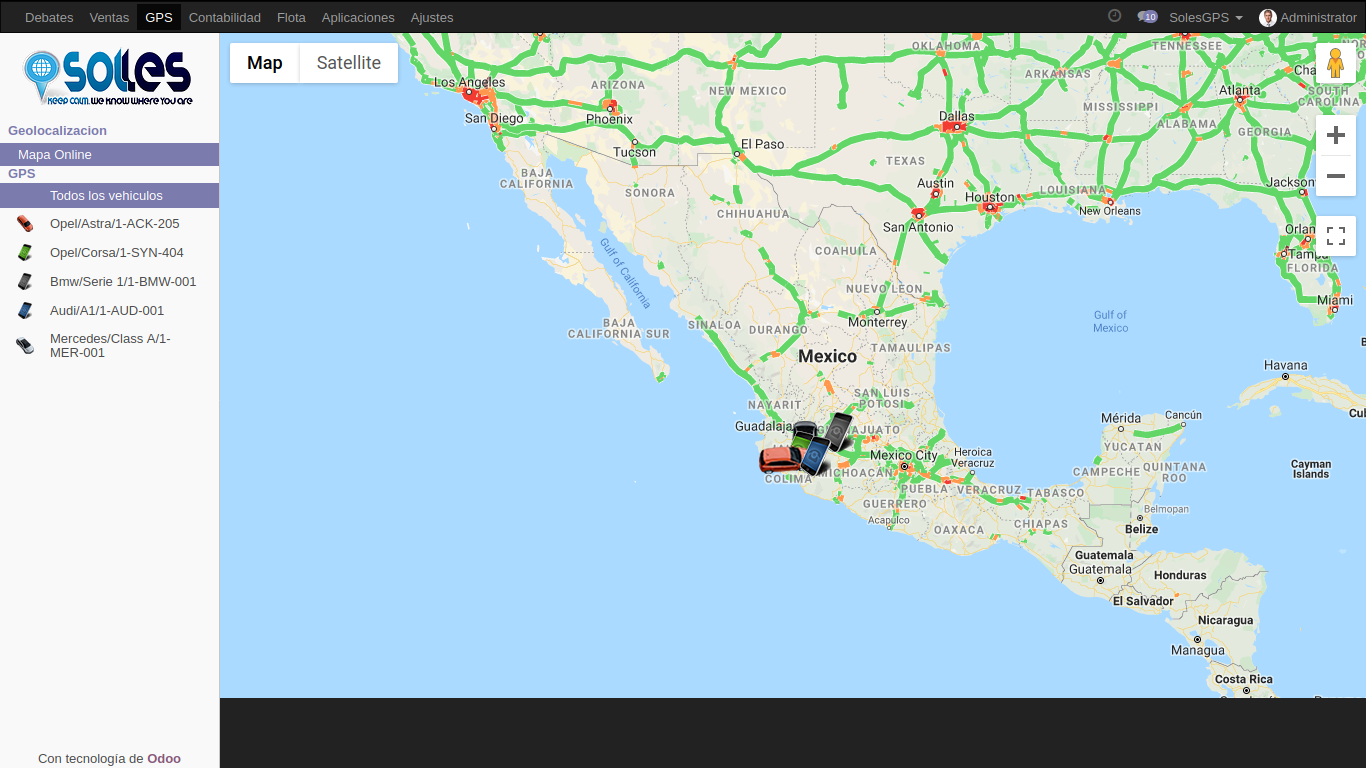 Debates Ventas GPS Contabilidad Flota Aplicaciones Ajustes 10 SolesGPS Administrator
soLLes
KEEP CALM, WE KNOW WHERE YOU ARE
Geolocalizacion
Mapa Online
GPS
Todos los vehiculos
Opel/Astra/1-ACK-205
Opel/Corsa/1-SYN-404
Bmw/Serie 1/1-BMW-001
Audi/A1/1-AUD-001
Mercedes/Class A/1-
MER-001
Con tecnología de Odoo
Map Satellite
OKLAHOMA
TENNESSEE
Los Angeles
ARIZONA
NEW MEXICO
ARKANSAS
Cha
Atlanta
SOUTH
CAROLINA
MISSISSIPPI
San Diego
Phoenix
Dallas
ALABAMA
GEORGIA
Tucson
El Paso
TEXAS
BAJA
CALIFORNIA
SONORA
Austin
Houston
LOUISIANA
Jackson
CHIHUAHUA
San Antonio
New Orleans
Gulf of California
COAHUILA
Orlan
Tampa
FLORIDA
NUEVO LEON
Miami
BAJA
CALIFORNIA SUR
SINALOA
DURANGO
Monterrey
Gulf of
Mexico
Mexico
TAMAULIPAS
Havana
NAYARIT
SAN LUIS
POTOSI
Guadalaja
AJUATO
Mérida
Cancún
Cu
YUCATAN
Mexico City
Heroica
Veracruz
CAMPECHE
QUINTANA
ROO
Cayman
Islands
COLIMA
MICHOACÁN
PUEBLA
VERACRUZ
TABASCO
GUERRERO
Belmopan
Acapulco
OAXACA
CHIAPAS
Belize
Guatemala
Guatemala
Honduras
El Salvador
Nicaragua
Managua
Costa Rica